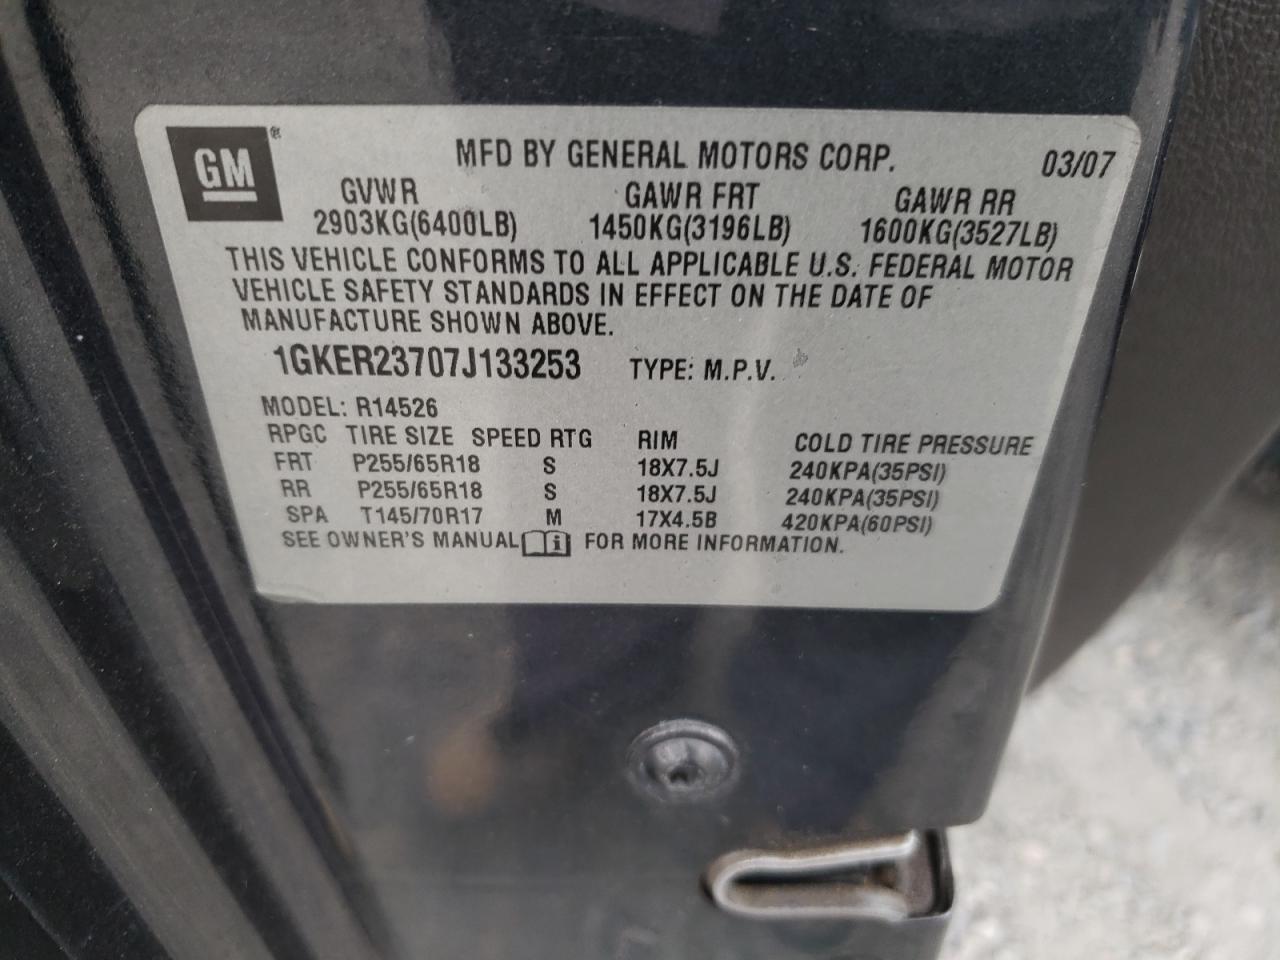 GM®
MFD BY GENERAL MOTORS CORP. 03/07
GVWR GAWR FRT GAWR RR
2903KG(6400LB) 1450KG(3196LB) 1600KG(3527LB)
THIS VEHICLE CONFORMS TO ALL APPLICABLE U.S. FEDERAL MOTOR
VEHICLE SAFETY STANDARDS IN EFFECT ON THE DATE OF
MANUFACTURE SHOWN ABOVE.
1GKER23707J133253 TYPE: M.P.V.
MODEL: R14526
RPGC TIRE SIZE SPEED RTG RIM COLD TIRE PRESSURE
FRT P255/65R18 S 18X7.5J 240KPA(35PSI)
RR P255/65R18 S 18X7.5J 240KPA(35PSI)
SPA T145/70R17 M 17X4.5B 420KPA(60PSI)
SEE OWNER'S MANUAL i FOR MORE INFORMATION.